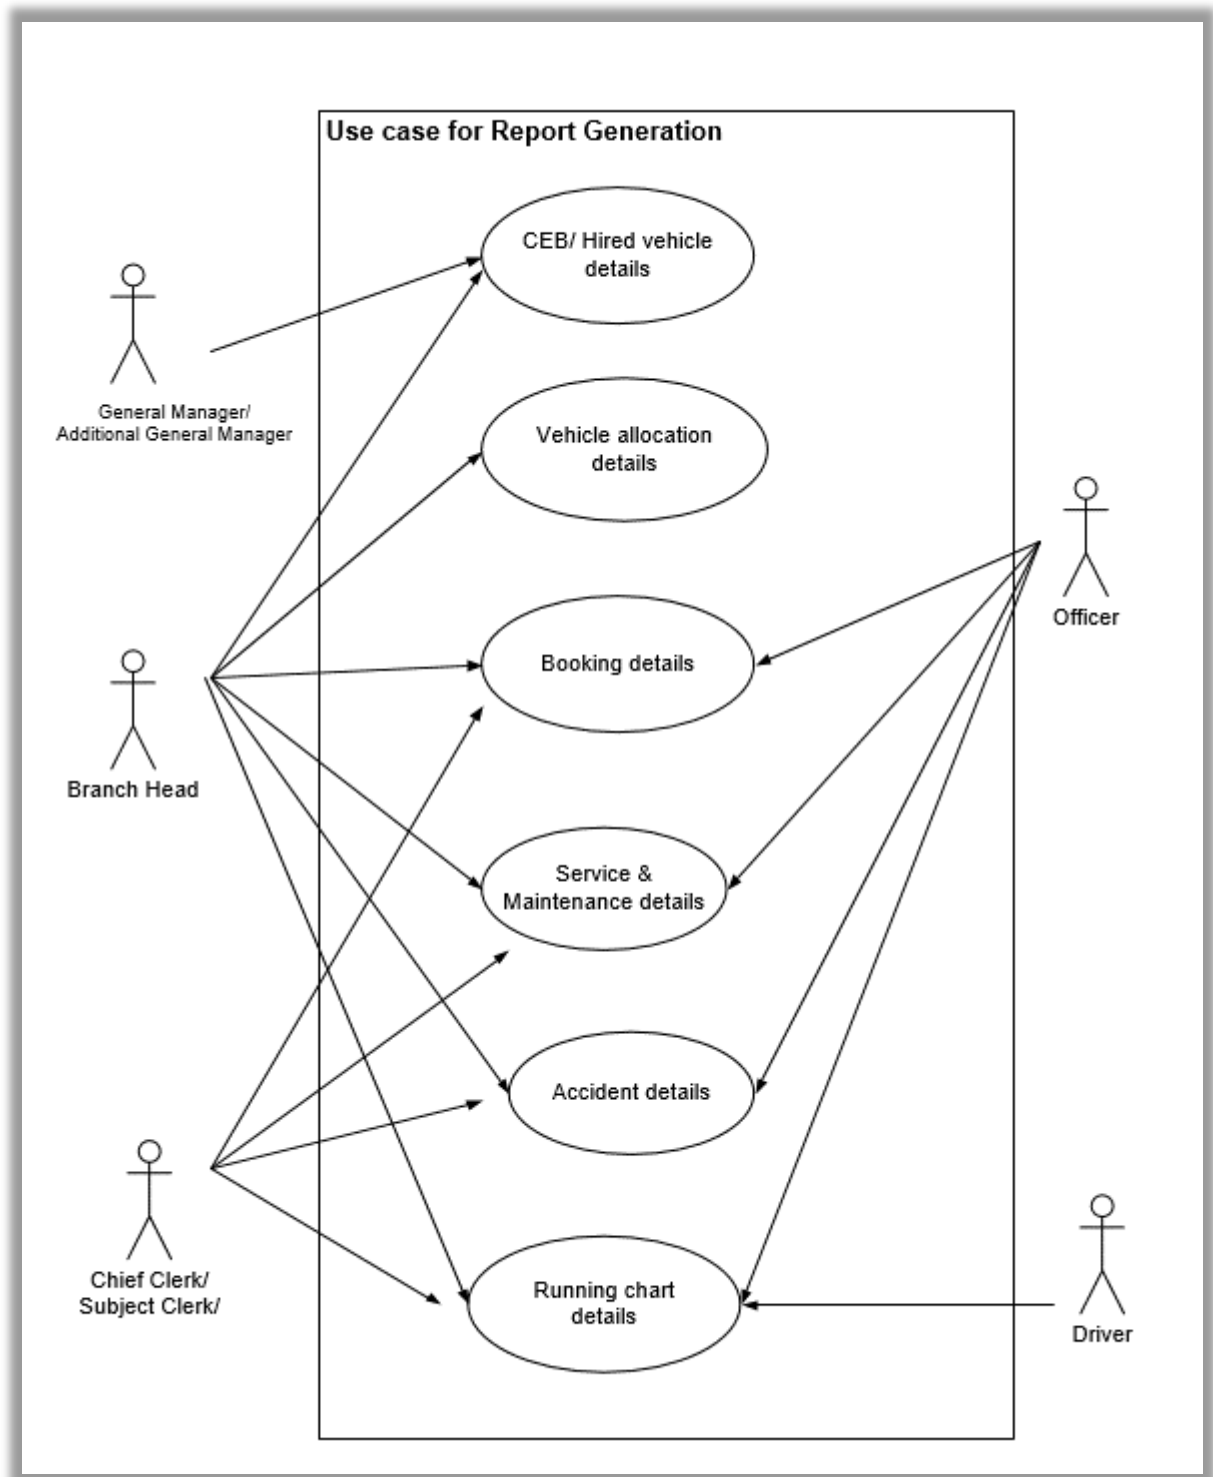 Use case for Report Generation
CEB/ Hired vehicle
details
General Manager/
Additional General Manager
Vehicle allocation
details
Officer
Booking details
Branch Head
Service &
Maintenance details
Accident details
Chief Clerk/
Subject Clerk/
Running chart
details
Driver